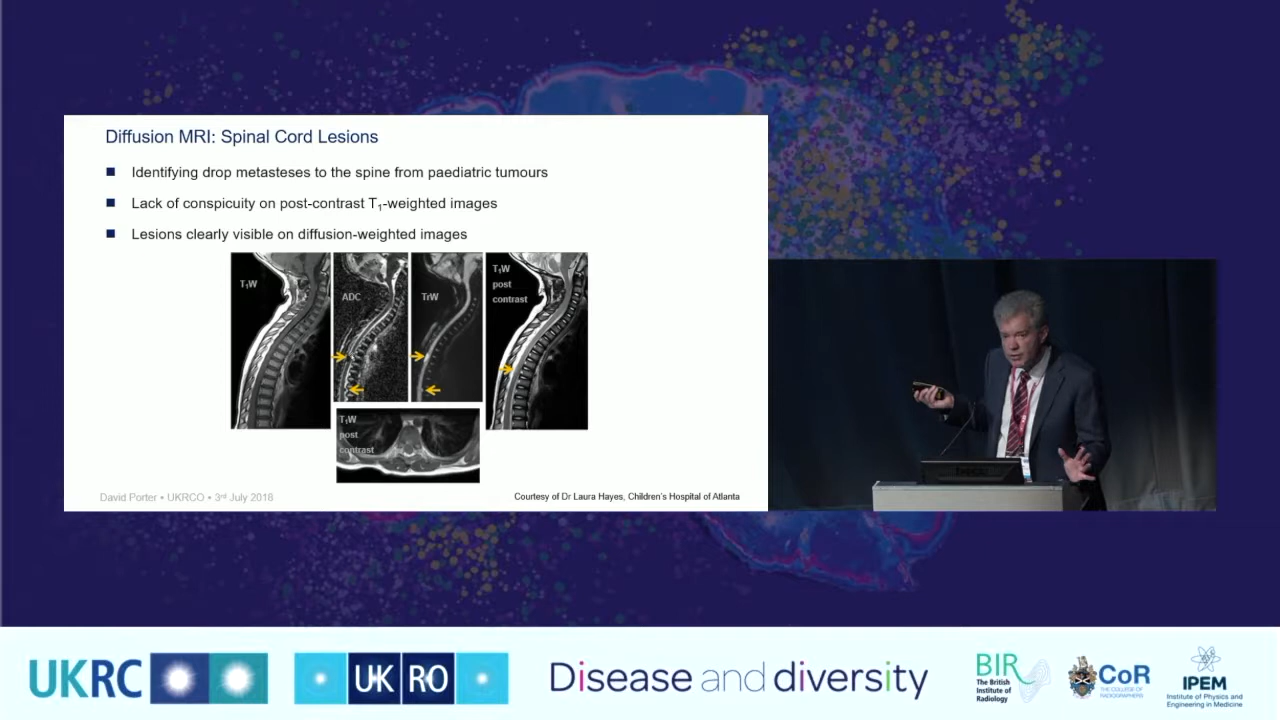 Diffusion MRI: Spinal Cord Lesions
Identifying drop metasteses to the spine from paediatric tumours
Lack of conspicuity on post-contrast T₁-weighted images
Lesions clearly visible on diffusion-weighted images
T₁W
ADC
TrW
T₁W
post
contrast
T₁W
post
contrast
David Porter • UKRCO • 3rd July 2018
Courtesy of Dr Laura Hayes, Children's Hospital of Atlanta
UKRC
UK RO
Disease and diversity
BIR
The British
Institute of
Radiology
CoR
THE COLLEGE OF
RADIOGRAPHERS
IPEM
Institute of Physics and
Engineering in Medicine